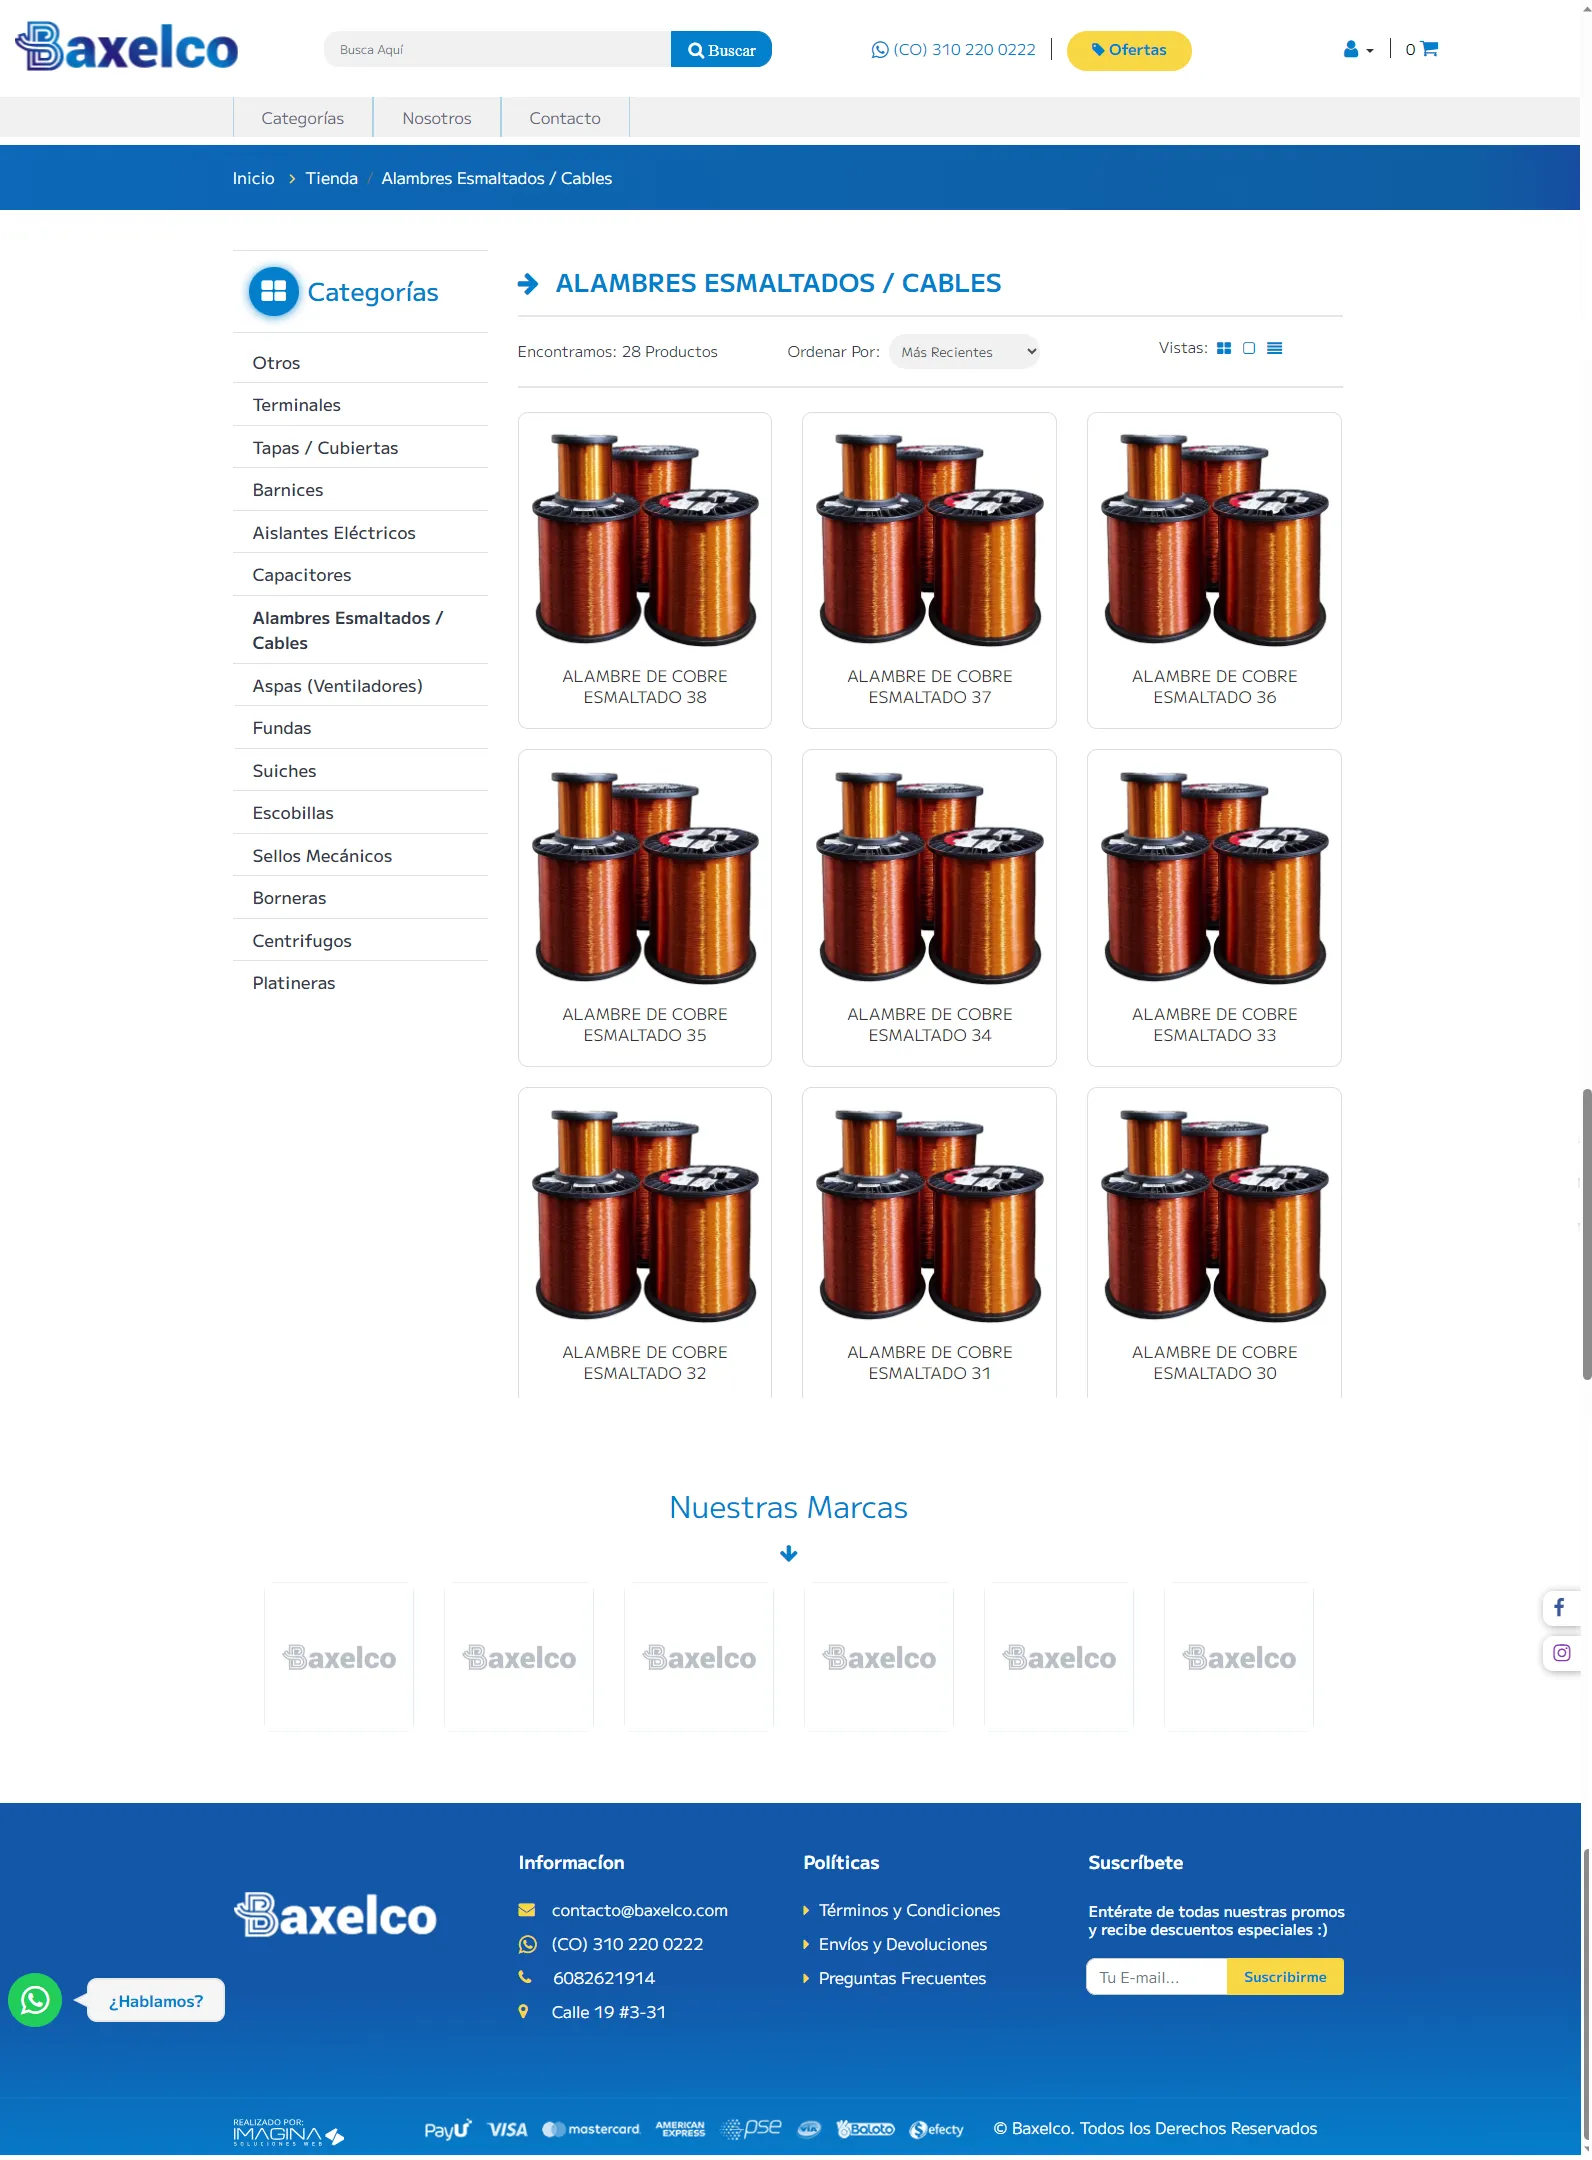 Baxelco
Busca Aquí
Buscar
(CO) 310 220 0222
Ofertas
0
Categorías
Nosotros
Contacto
Inicio > Tienda / Alambres Esmaltados / Cables
Categorías
Otros
Terminales
Tapas / Cubiertas
Barnices
Aislantes Eléctricos
Capacitores
Alambres Esmaltados /
Cables
Aspas (Ventiladores)
Fundas
Suiches
Escobillas
Sellos Mecánicos
Borneras
Centrifugos
Platineras
ALAMBRES ESMALTADOS / CABLES
Encontramos: 28 Productos
Ordenar Por:
Más Recientes
Vistas:
ALAMBRE DE COBRE
ESMALTADO 38
ALAMBRE DE COBRE
ESMALTADO 37
ALAMBRE DE COBRE
ESMALTADO 36
ALAMBRE DE COBRE
ESMALTADO 35
ALAMBRE DE COBRE
ESMALTADO 34
ALAMBRE DE COBRE
ESMALTADO 33
ALAMBRE DE COBRE
ESMALTADO 32
ALAMBRE DE COBRE
ESMALTADO 31
ALAMBRE DE COBRE
ESMALTADO 30
Nuestras Marcas
Baxelco
Baxelco
Baxelco
Baxelco
Baxelco
Baxelco
Baxelco
¿Hablamos?
Informacíon
contacto@baxelco.com
(CO) 310 220 0222
6082621914
Calle 19 #3-31
Políticas
Términos y Condiciones
Envíos y Devoluciones
Preguntas Frecuentes
Suscríbete
Entérate de todas nuestras promos
y recibe descuentos especiales :)
Tu E-mail...
Suscribirme
REALIZADO POR:
IMAGINA
SOLUCIONES WEB
PayU
VISA
mastercard
AMERICAN
EXPRESS
pse
Baloto
efecty
© Baxelco. Todos los Derechos Reservados